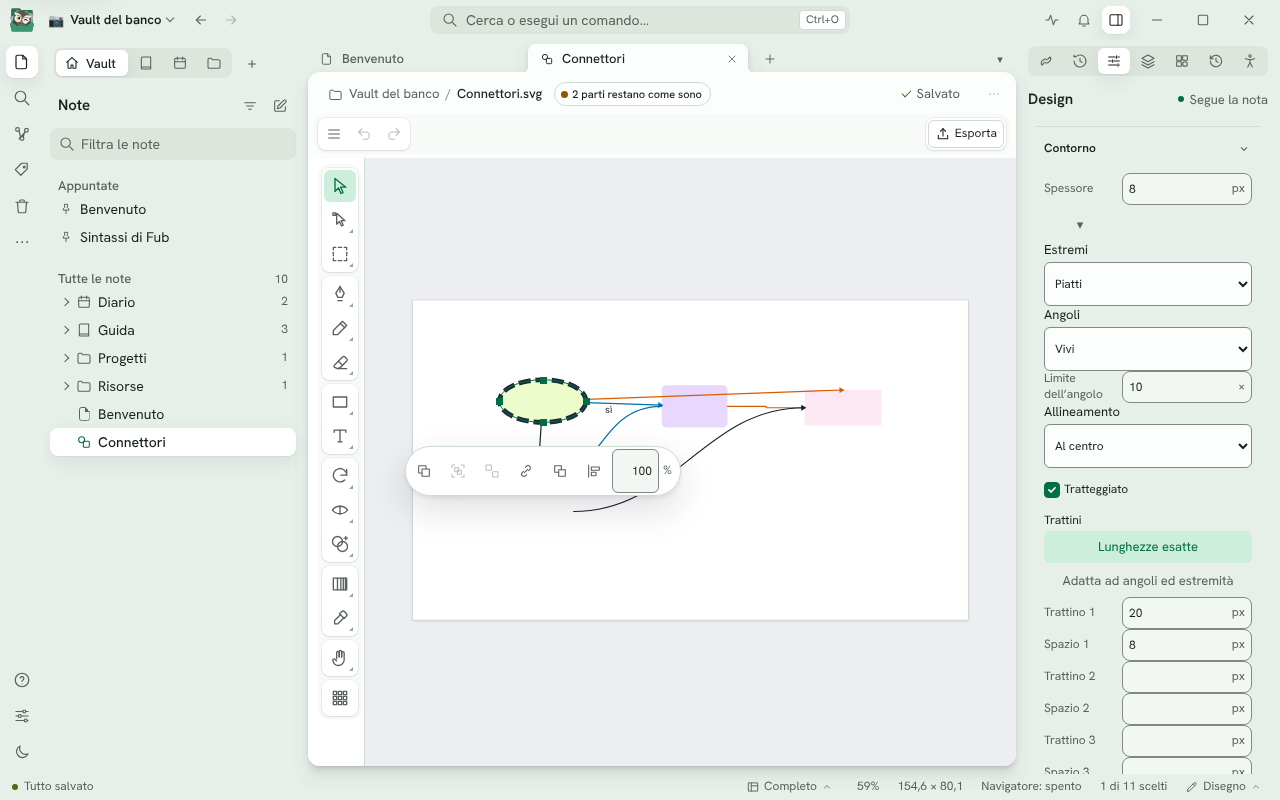 Vault del banco
Cerca o esegui un comando…
Ctrl+O
Vault
Benvenuto
Connettori
Note
Filtra le note
Appuntate
Benvenuto
Sintassi di Fub
Tutte le note
10
Diario
2
Guida
3
Progetti
1
Risorse
1
Benvenuto
Connettori
Vault del banco / Connettori.svg
2 parti restano come sono
Salvato
Esporta
sì
100 %
Design
Segue la nota
Contorno
Spessore
8 px
Estremi
Piatti
Angoli
Vivi
Limite dell'angolo
10 ×
Allineamento
Al centro
Tratteggiato
Trattini
Lunghezze esatte
Adatta ad angoli ed estremità
Trattino 1
20 px
Spazio 1
8 px
Trattino 2
px
Spazio 2
px
Trattino 3
px
Spazio 3
px
Tutto salvato
Completo
59%
154,6 × 80,1
Navigatore: spento
1 di 11 scelti
Disegno